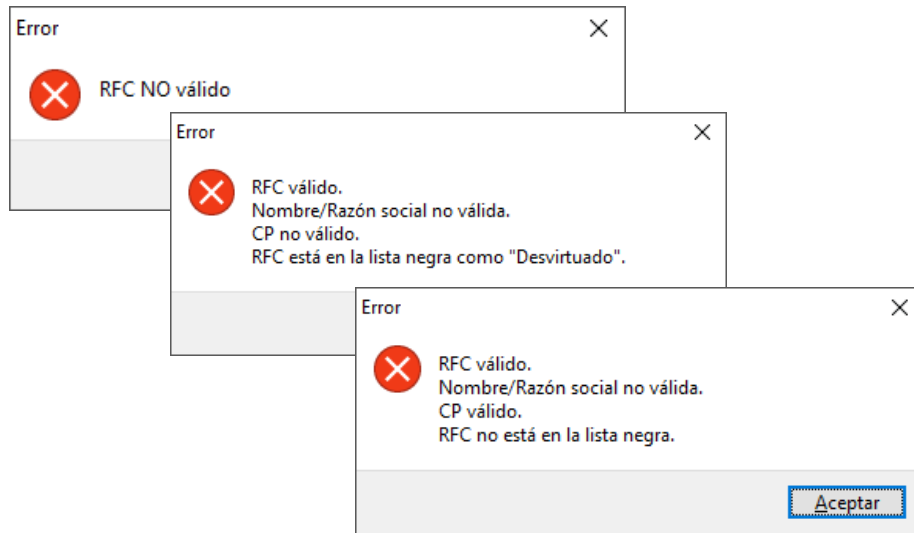 Error
RFC NO válido
Error
RFC válido.
Nombre/Razón social no válida.
CP no válido.
RFC está en la lista negra como "Desvirtuado".
Error
RFC válido.
Nombre/Razón social no válida.
CP válido.
RFC no está en la lista negra.
Aceptar